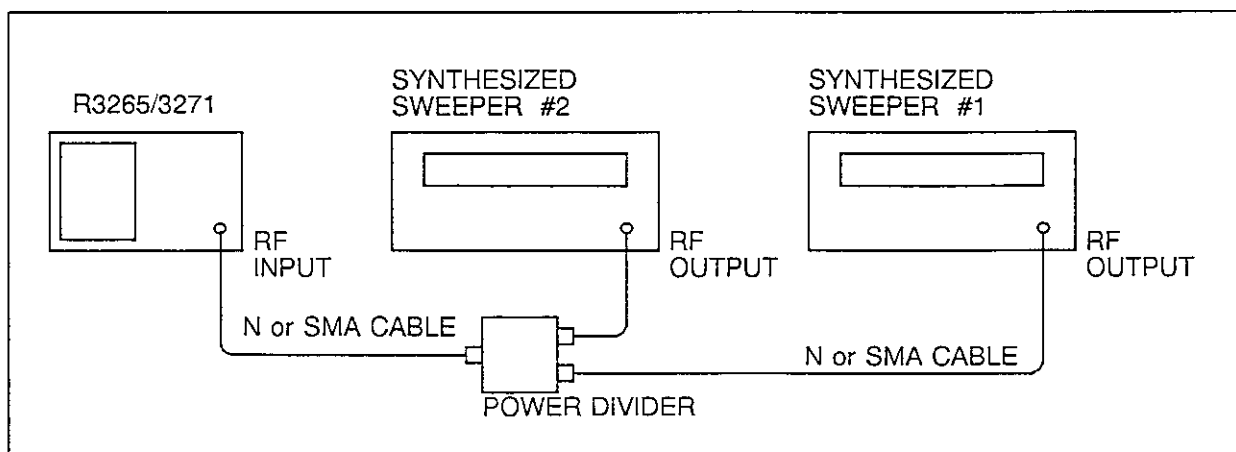 R3265/3271
SYNTHESIZED
SWEEPER #2
SYNTHESIZED
SWEEPER #1
RF
INPUT
RF
OUTPUT
RF
OUTPUT
N or SMA CABLE
N or SMA CABLE
POWER DIVIDER